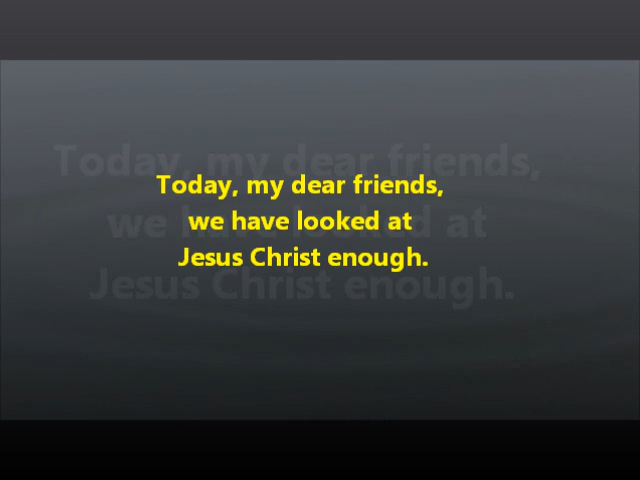 Today, my dear friends,
we have looked at
Jesus Christ enough.